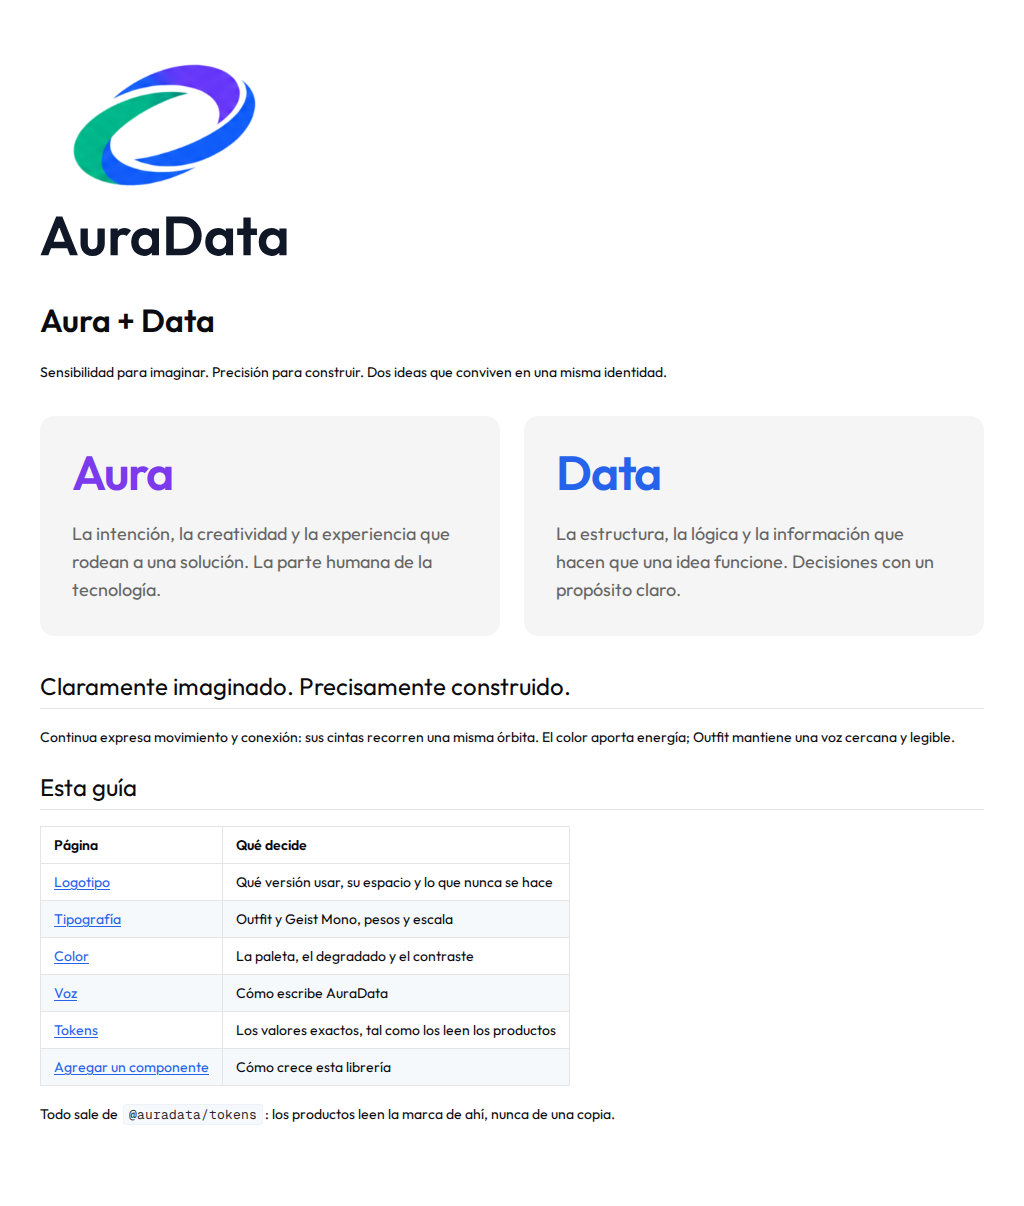 AuraData
Aura + Data
Sensibilidad para imaginar. Precisión para construir. Dos ideas que conviven en una misma identidad.
Aura
La intención, la creatividad y la experiencia que
rodean a una solución. La parte humana de la
tecnología.
Data
La estructura, la lógica y la información que
hacen que una idea funcione. Decisiones con un
propósito claro.
Claramente imaginado. Precisamente construido.
Continua expresa movimiento y conexión: sus cintas recorren una misma órbita. El color aporta energía; Outfit mantiene una voz cercana y legible.
Esta guía
Página Qué decide
Logotipo Qué versión usar, su espacio y lo que nunca se hace
Tipografía Outfit y Geist Mono, pesos y escala
Color La paleta, el degradado y el contraste
Voz Cómo escribe AuraData
Tokens Los valores exactos, tal como los leen los productos
Agregar un componente Cómo crece esta librería
Todo sale de @auradata/tokens : los productos leen la marca de ahí, nunca de una copia.